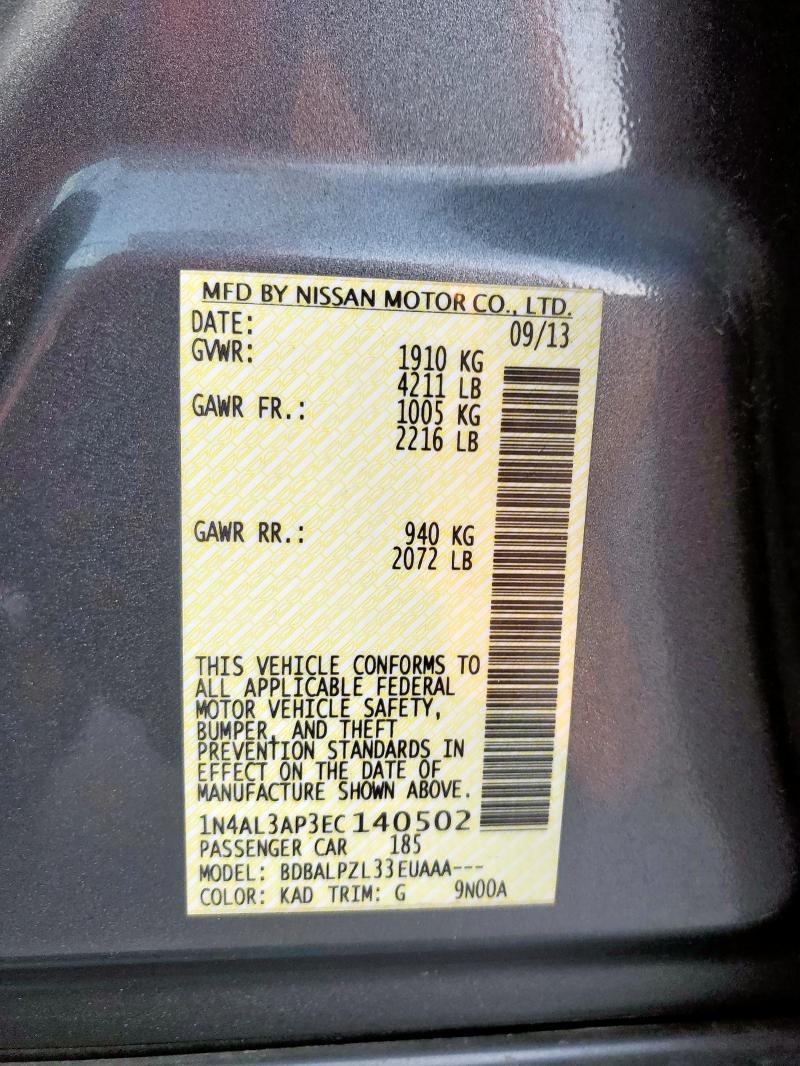 MFD BY NISSAN MOTOR CO., LTD.
DATE: 09/13
GVWR: 1910 KG
4211 LB
GAWR FR.: 1005 KG
2216 LB
GAWR RR.: 940 KG
2072 LB
THIS VEHICLE CONFORMS TO
ALL APPLICABLE FEDERAL
MOTOR VEHICLE SAFETY,
BUMPER, AND THEFT
PREVENTION STANDARDS IN
EFFECT ON THE DATE OF
MANUFACTURE SHOWN ABOVE.
1N4AL3AP3EC140502
PASSENGER CAR 185
MODEL: BDBALPZL33EUAAA---
COLOR: KAD TRIM: G 9N00A